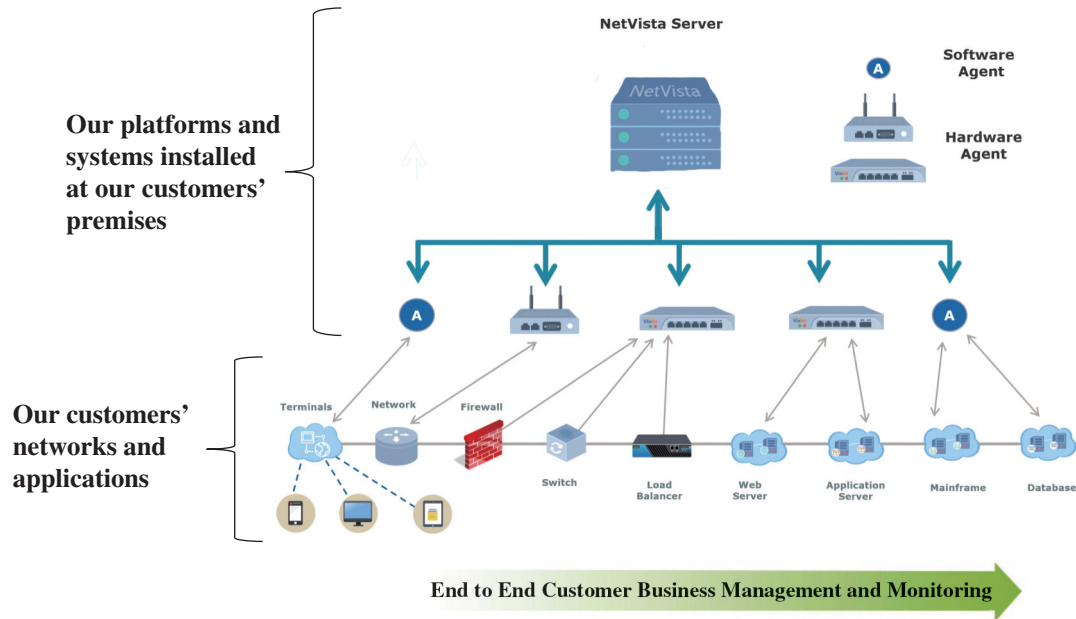 NetVista Server
NetVista
A
Software
Agent
Hardware
Agent
Our platforms and
systems installed
at our customers’
premises
A
A
Our customers’
networks and
applications
Terminals
Network
Firewall
Switch
Load
Balancer
Web
Server
Application
Server
Mainframe
Database
End to End Customer Business Management and Monitoring